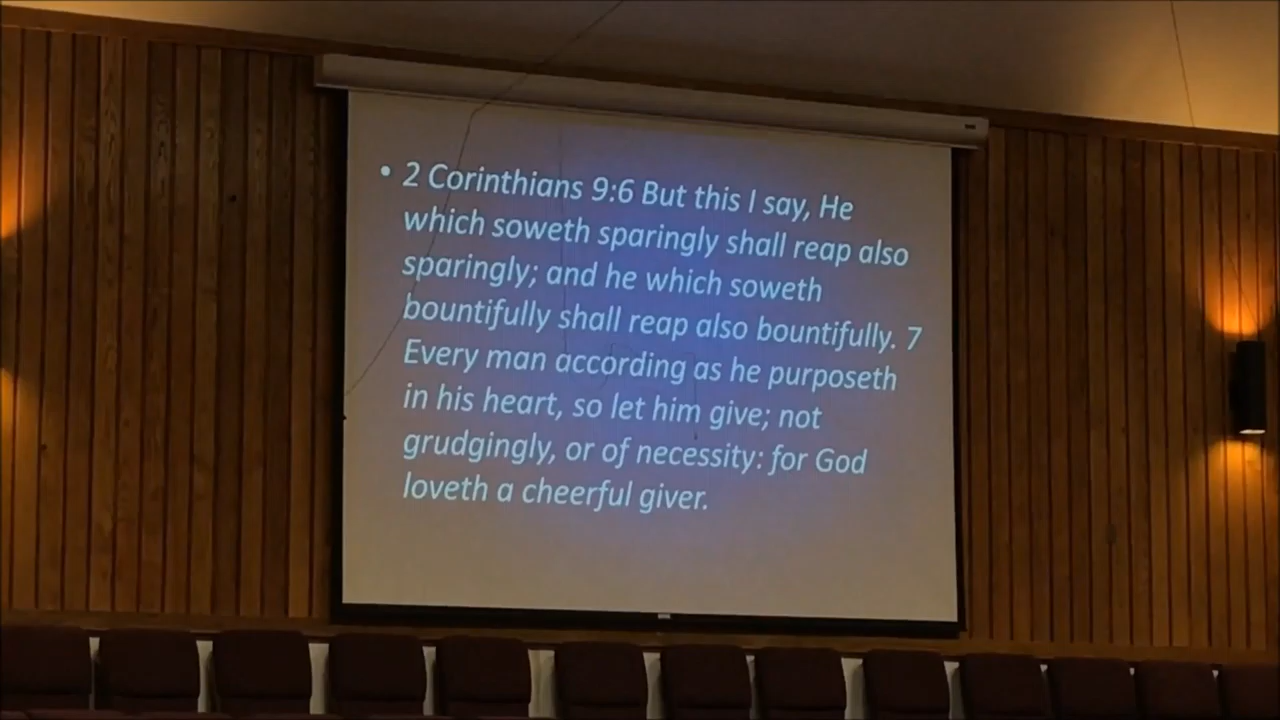 • 2 Corinthians 9:6 But this I say, He
which soweth sparingly shall reap also
sparingly; and he which soweth
bountifully shall reap also bountifully. 7
Every man according as he purposeth
in his heart, so let him give; not
grudgingly, or of necessity: for God
loveth a cheerful giver.